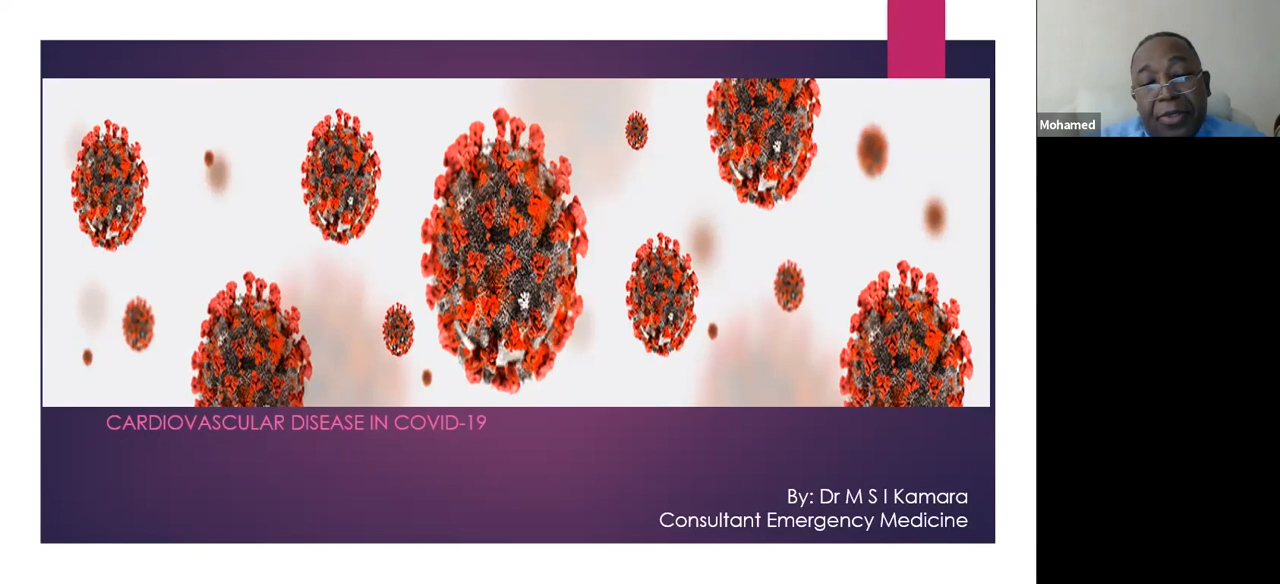 Mohamed
CARDIOVASCULAR DISEASE IN COVID-19
By: Dr M S I Kamara
Consultant Emergency Medicine